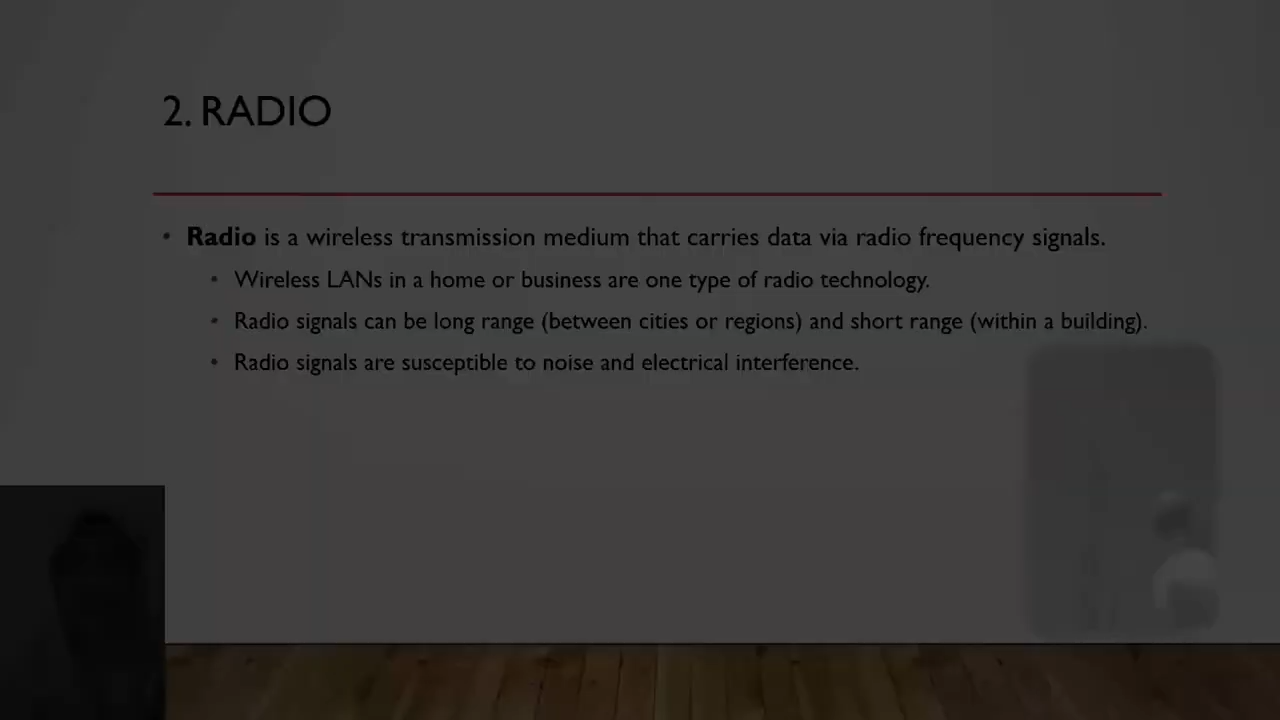 2. RADIO
• Radio is a wireless transmission medium that carries data via radio frequency signals.
• Wireless LANs in a home or business are one type of radio technology.
• Radio signals can be long range (between cities or regions) and short range (within a building).
• Radio signals are susceptible to noise and electrical interference.